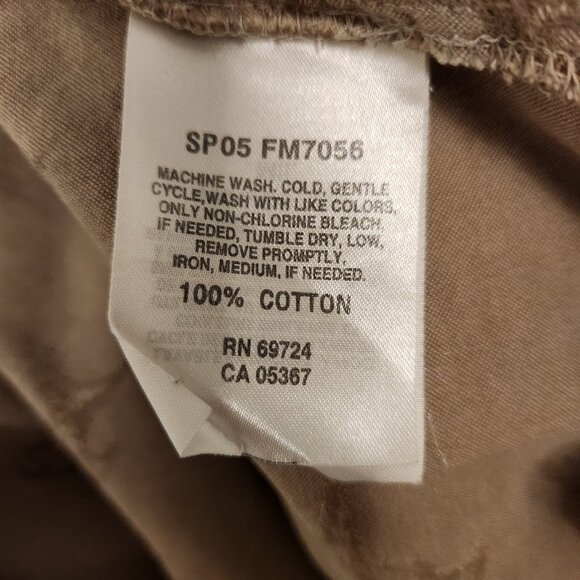 SP05 FM7056
MACHINE WASH. COLD, GENTLE
CYCLE,WASH WITH LIKE COLORS,
ONLY NON-CHLORINE BLEACH.
IF NEEDED, TUMBLE DRY, LOW,
REMOVE PROMPTLY.
IRON, MEDIUM, IF NEEDED.
100% COTTON
RN 69724
CA 05367